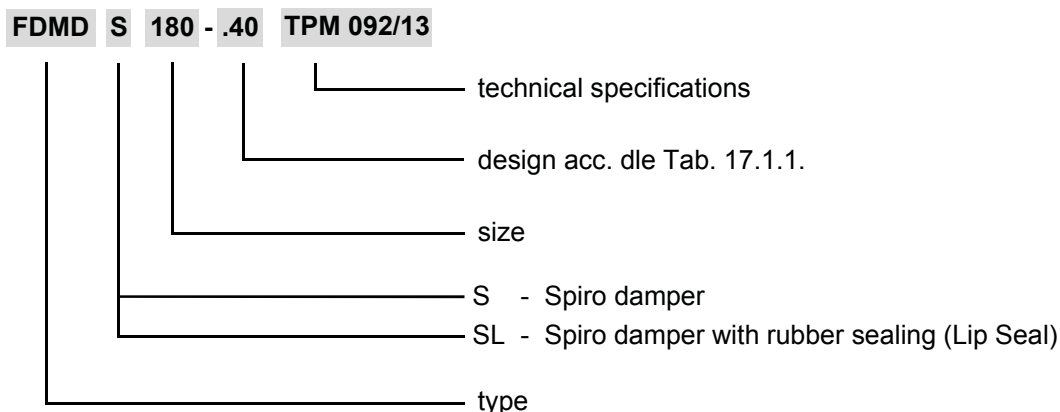 FDMD S 180 - .40 TPM 092/13
technical specifications
design acc. dle Tab. 17.1.1.
size
S - Spiro damper
SL - Spiro damper with rubber sealing (Lip Seal)
type